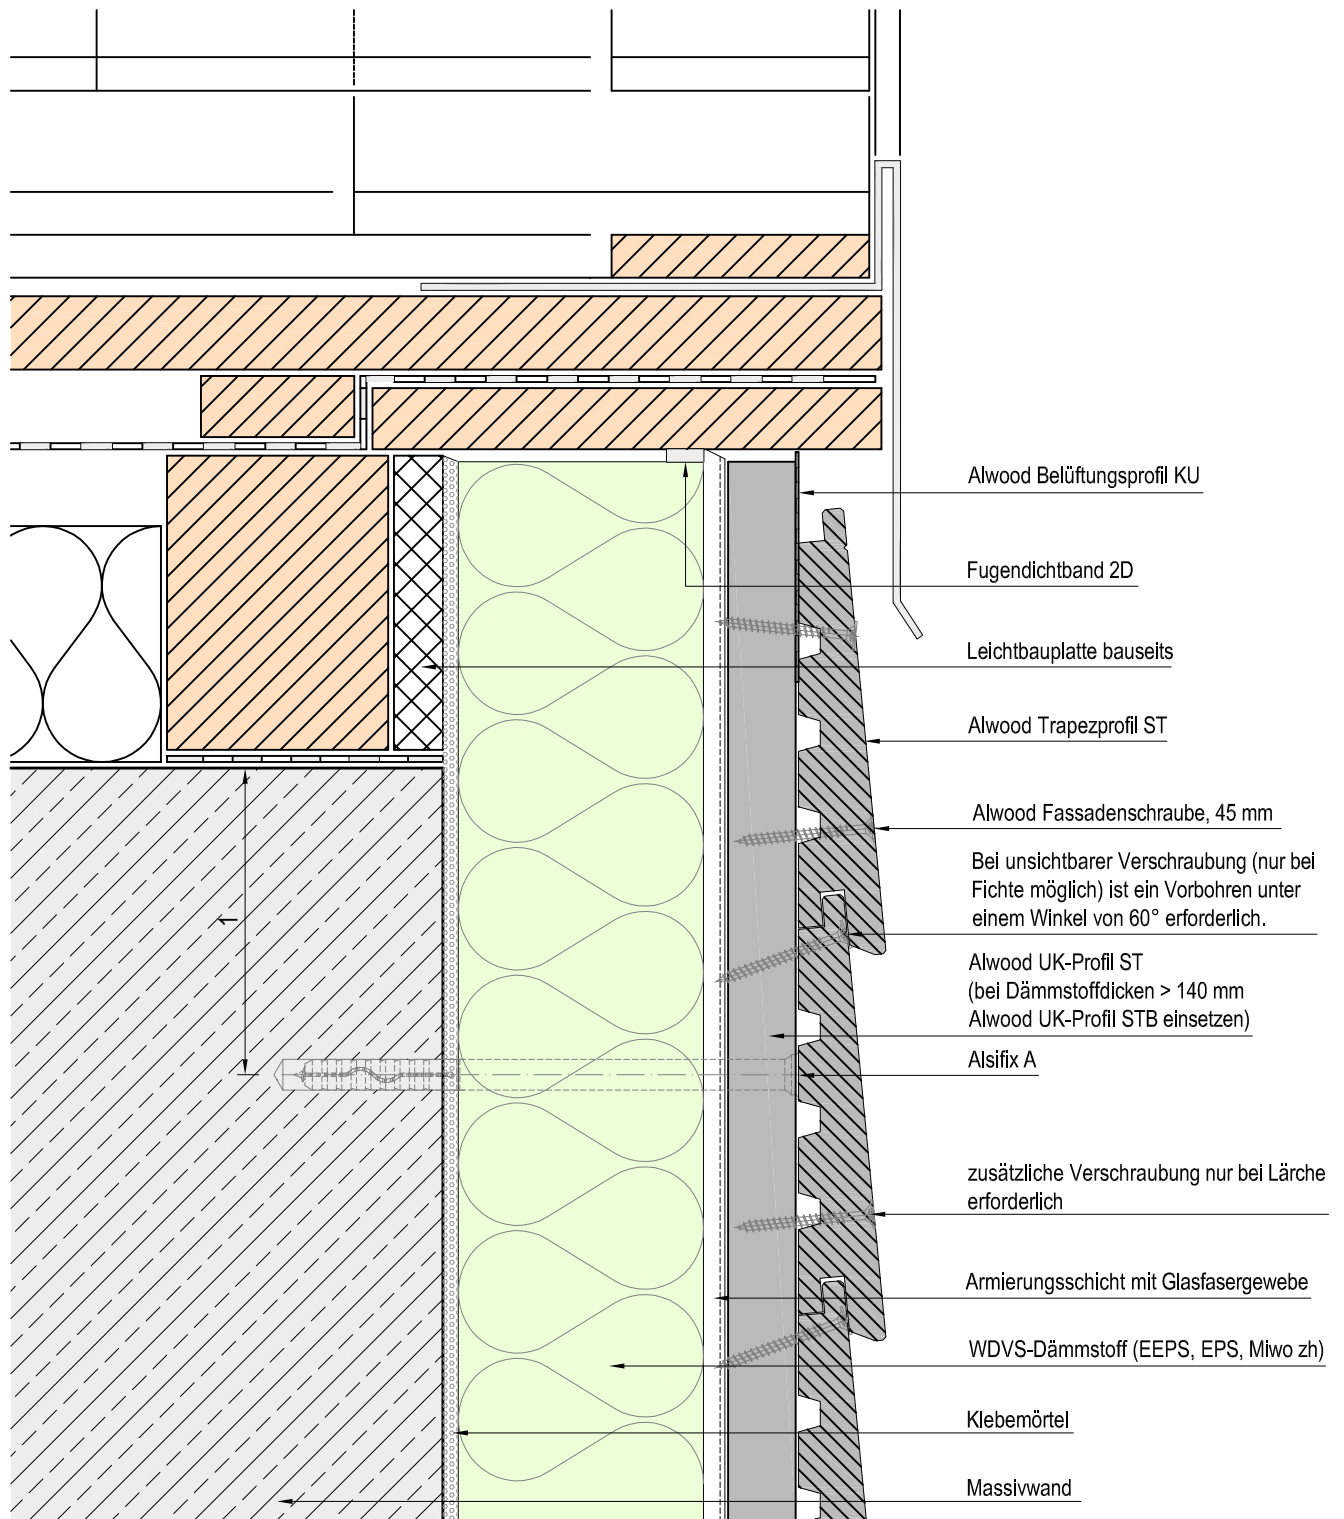 Alwood Belüftungsprofil KU
Fugendichtband 2D
Leichtbauplatte bauseits
Alwood Trapezprofil ST
Alwood Fassadenschraube, 45 mm
Bei unsichtbarer Verschraubung (nur bei
Fichte möglich) ist ein Vorbohren unter
einem Winkel von 60° erforderlich.
1
Alwood UK-Profil ST
(bei Dämmstoffdicken > 140 mm
Alwood UK-Profil STB einsetzen)
Alsifix A
zusätzliche Verschraubung nur bei Lärche
erforderlich
Armierungsschicht mit Glasfasergewebe
WDVS-Dämmstoff (EEPS, EPS, Miwo zh)
Klebemörtel
Massivwand